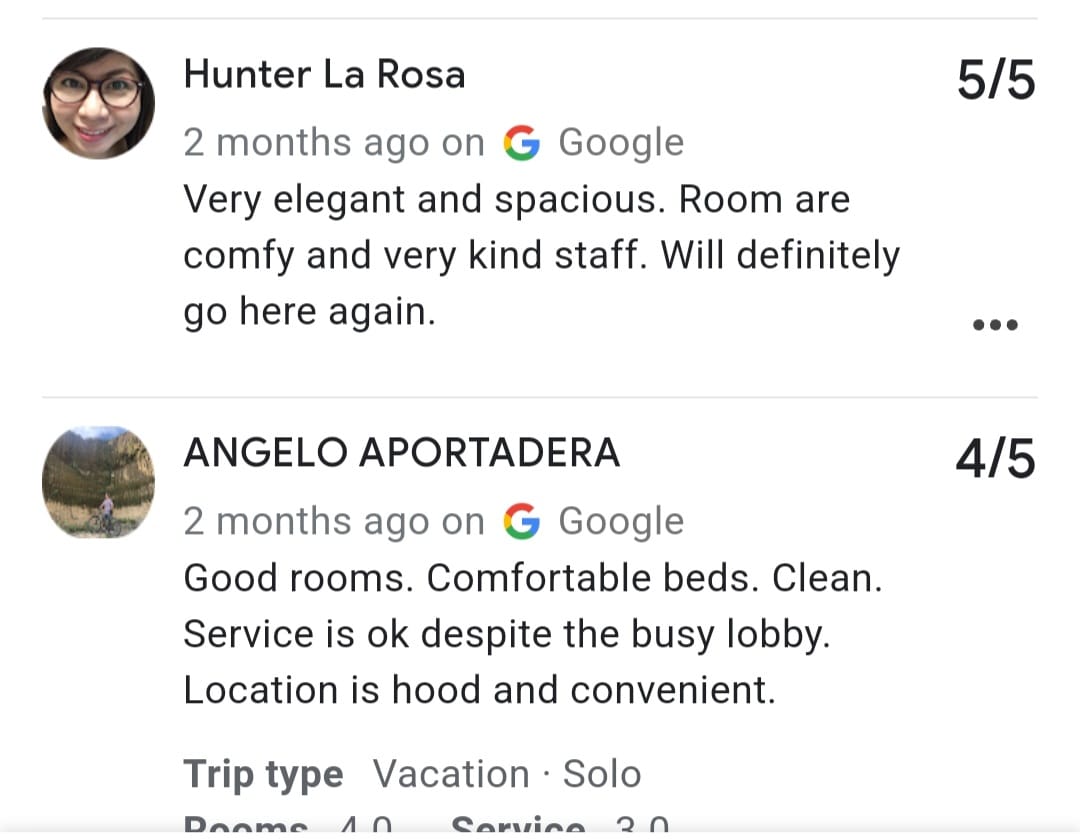 Hunter La Rosa
5/5
2 months ago on Google
Very elegant and spacious. Room are
comfy and very kind staff. Will definitely
go here again.
ANGELO APORTADERA
4/5
2 months ago on Google
Good rooms. Comfortable beds. Clean.
Service is ok despite the busy lobby.
Location is hood and convenient.
Trip type Vacation · Solo
Rooms 4.0 Service 3.0